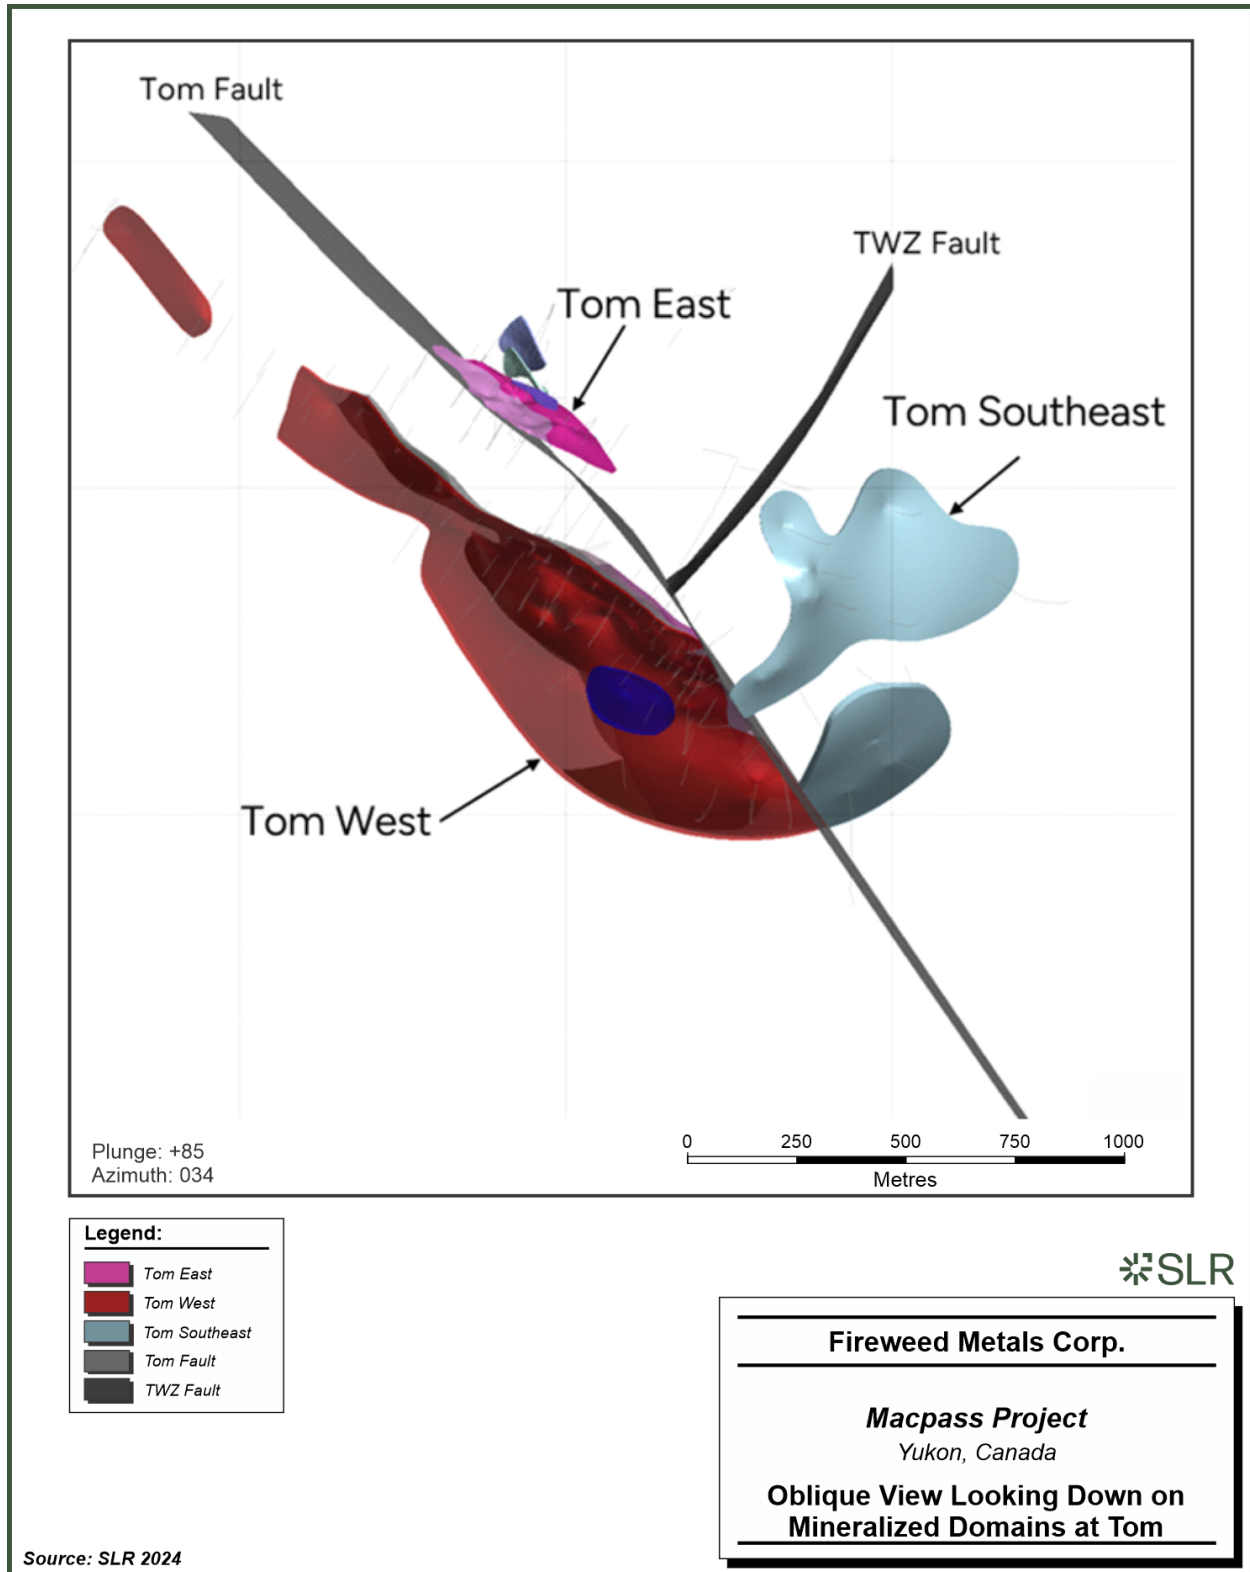 Tom Fault
TWZ Fault
Tom East
Tom Southeast
Tom West
Plunge: +85
Azimuth: 034
0 250 500 750 1000
Metres
Legend:
Tom East
Tom West
Tom Southeast
Tom Fault
TWZ Fault
SLR
Fireweed Metals Corp.
Macpass Project
Yukon, Canada
Oblique View Looking Down on
Mineralized Domains at Tom
Source: SLR 2024